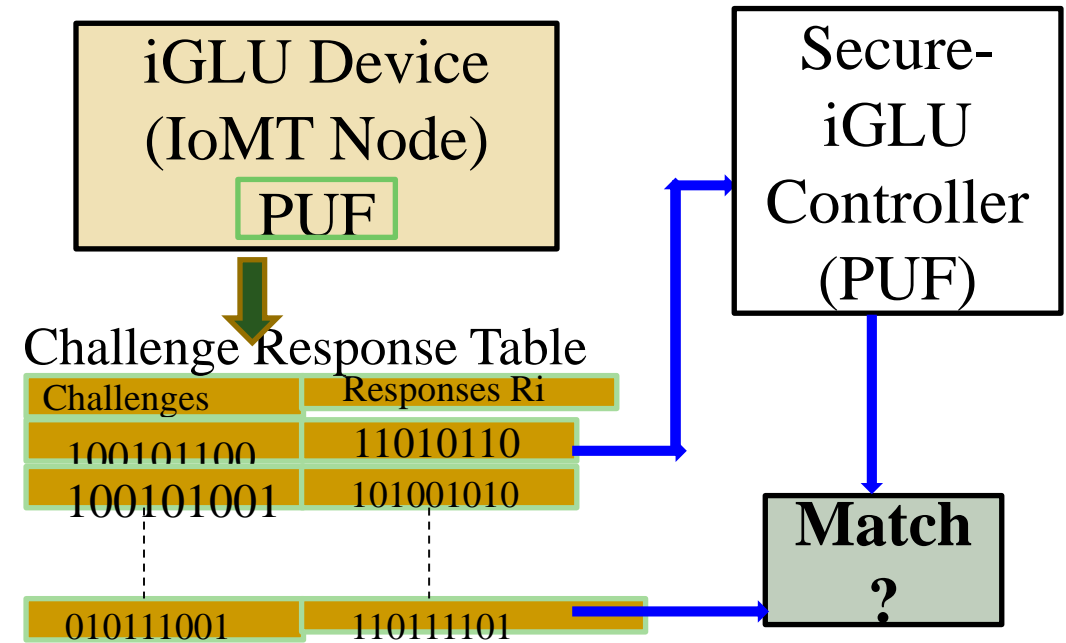 iGLU Device
(IoMT Node)
PUF
Secure-
iGLU
Controller
(PUF)
Challenge Response Table
Challenges Responses Ri
100101100 11010110
100101001 101001010
010111001 110111101
Match
?